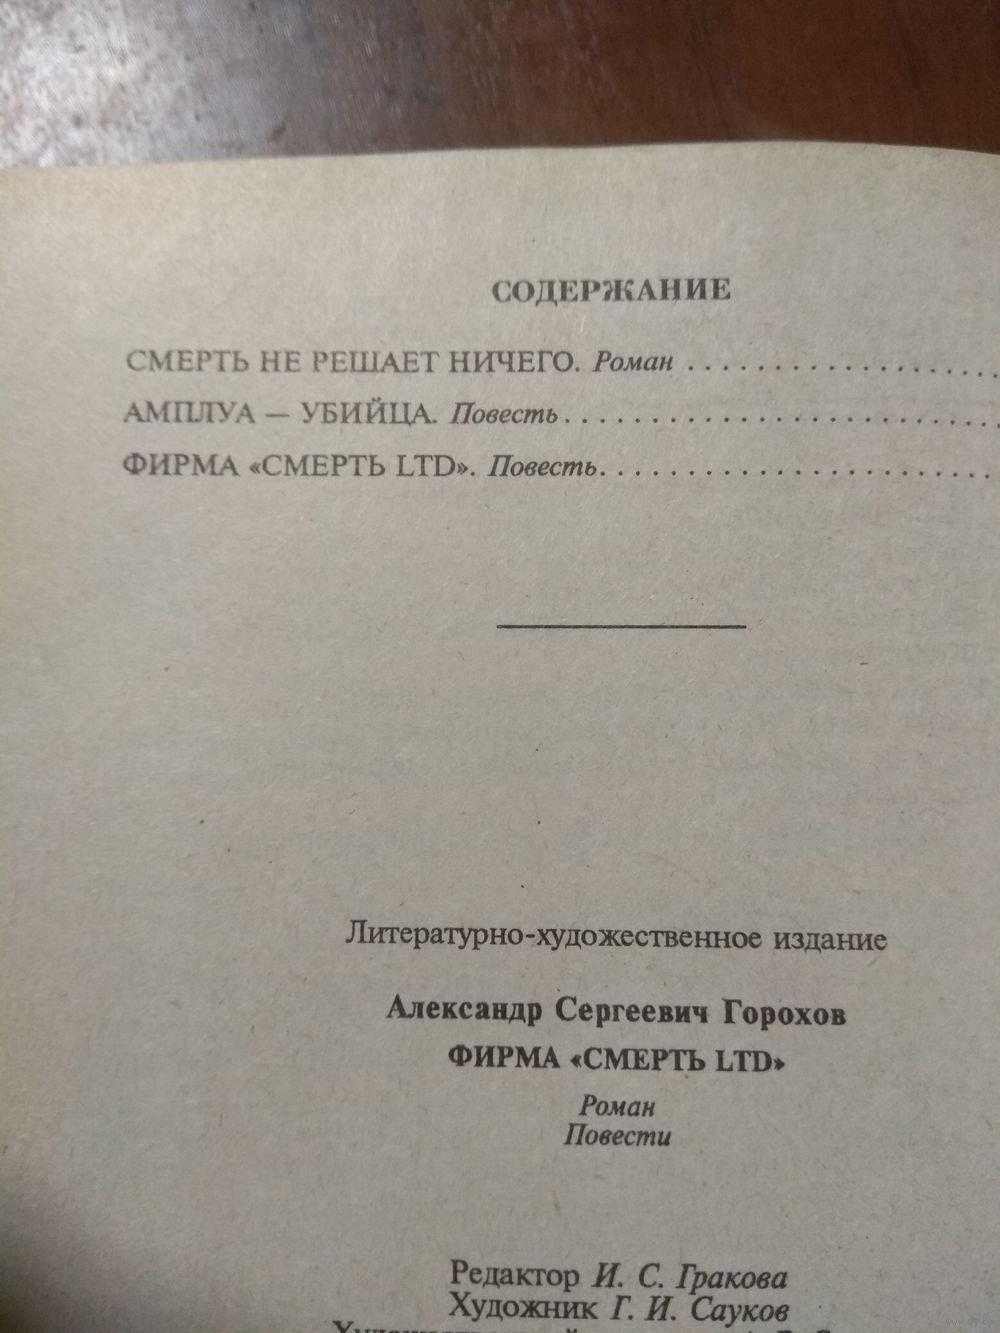 СОДЕРЖАНИЕ
СМЕРТЬ НЕ РЕШАЕТ НИЧЕГО. Роман . . . . . . . . . . . . . . . . . . .
АМПЛУА — УБИЙЦА. Повесть . . . . . . . . . . . . . . . . . . . . . . . . . .
ФИРМА «СМЕРТЬ LTD». Повесть. . . . . . . . . . . . . . . . . . . . . . .
Литературно-художественное издание
Александр Сергеевич Горохов
ФИРМА «СМЕРТЬ LTD»
Роман
Повести
Редактор И. С. Гракова
Художник Г. И. Сауков